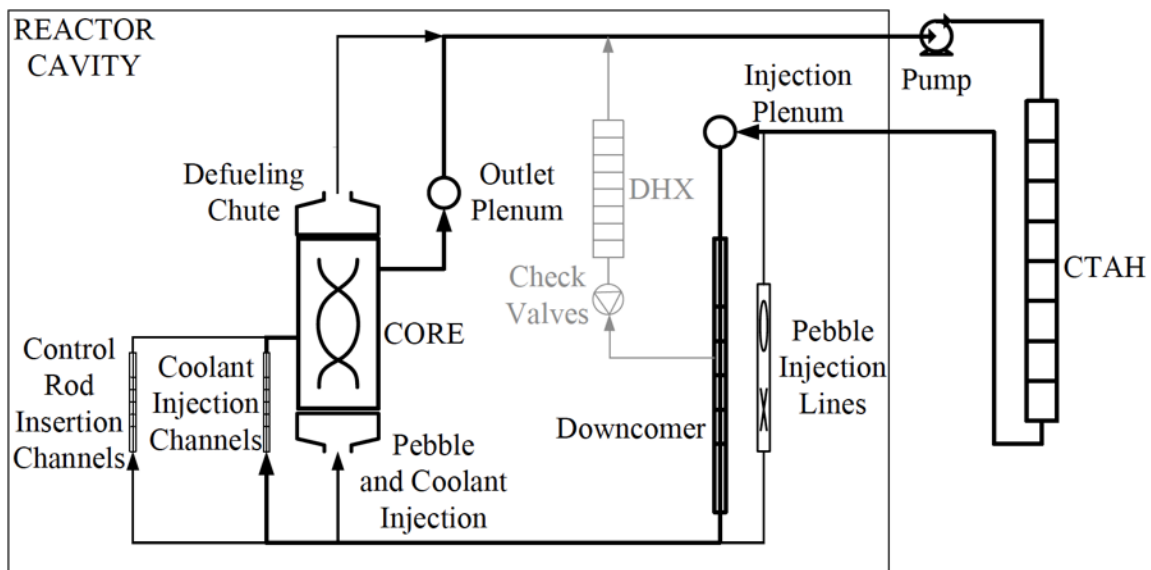 REACTOR
CAVITY
Pump
Injection
Plenum
Defueling
Chute
Outlet
Plenum
DHX
CTAH
Check
Valves
CORE
Control
Rod
Insertion
Channels
Coolant
Injection
Channels
Pebble
Injection
Lines
Downcomer
Pebble
and Coolant
Injection